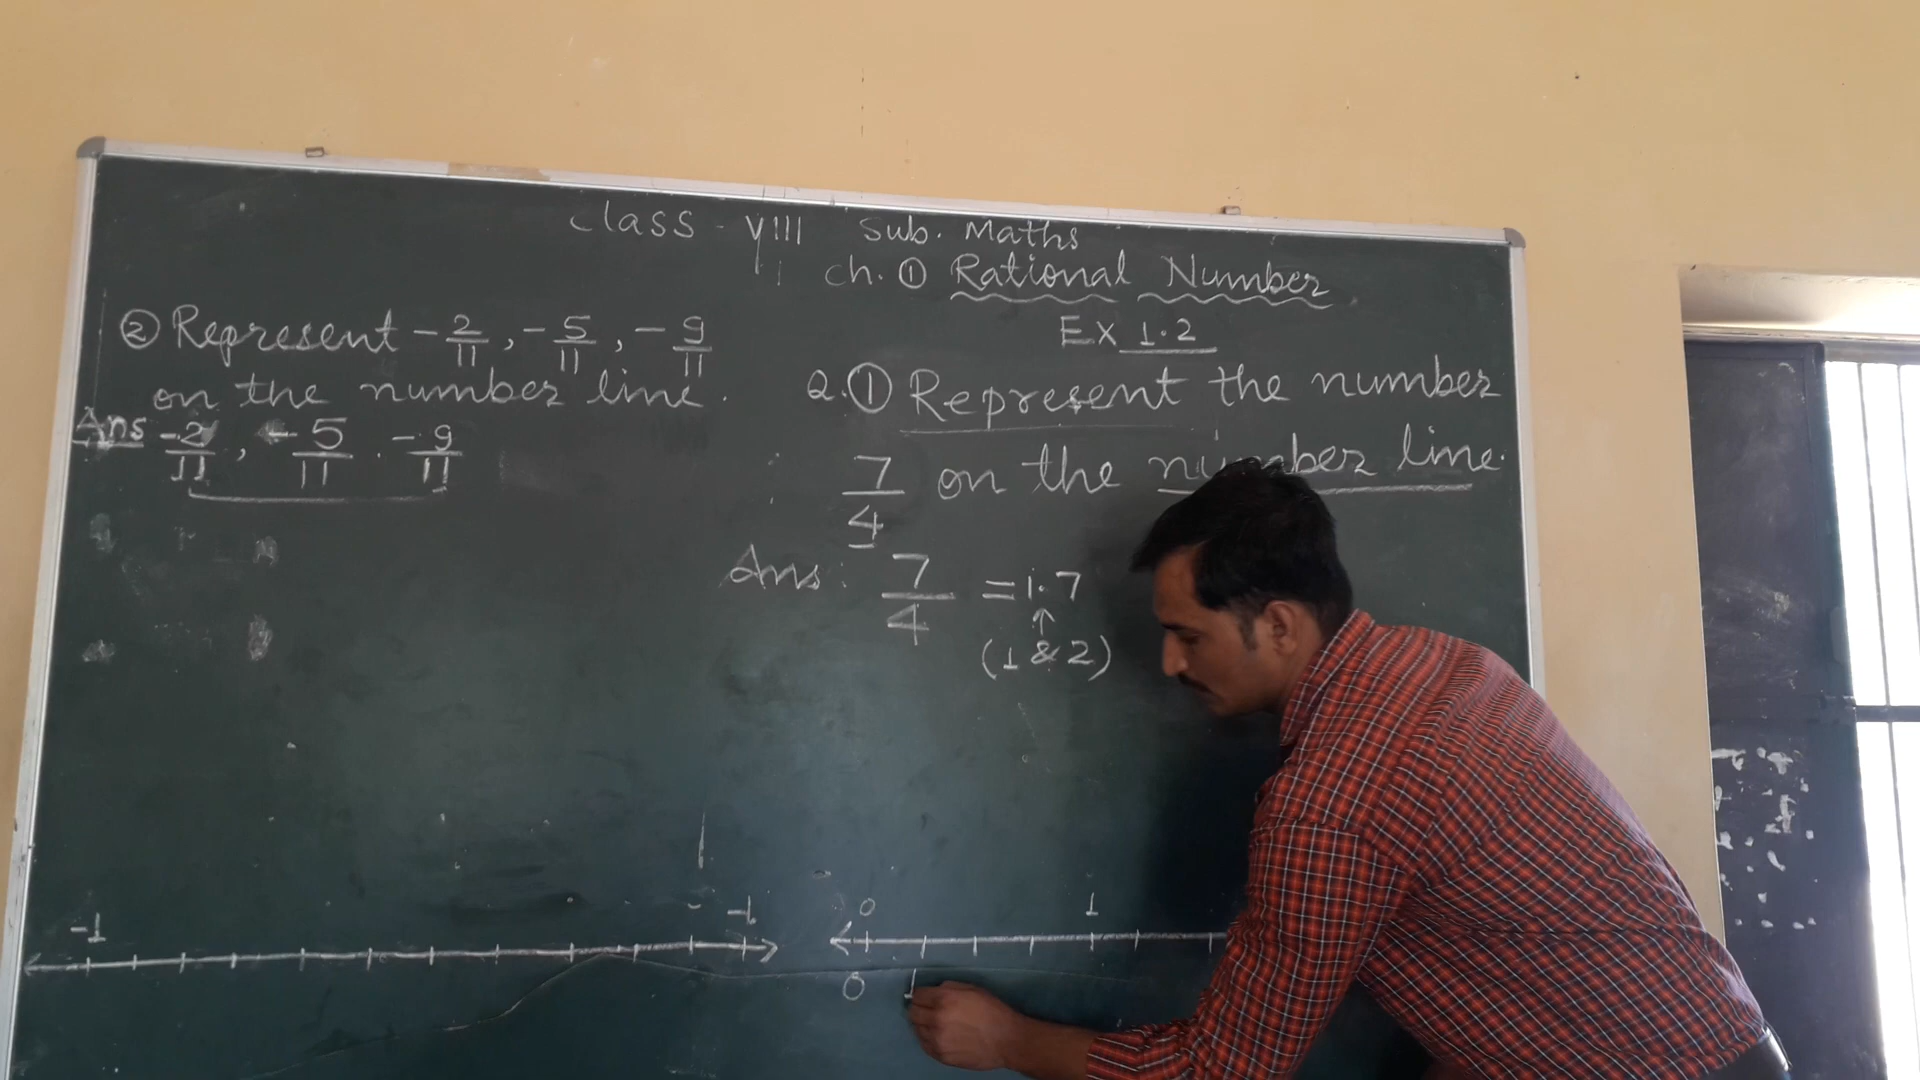 Class - VIII Sub. Maths
Ch. ① Rational Number
Ex 1.2
② Represent -2/11, -5/11, -9/11
on the number line.
Ans -2/11, -5/11, -9/11
-1 -1
Q.① Represent the number
7/4 on the number line.
Ans: 7/4 = 1.7
↑
(1 & 2)
0 1
0 1